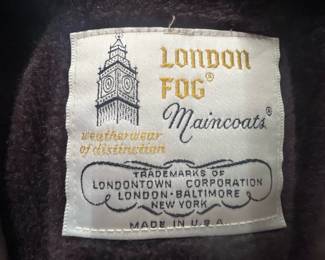 LONDON
FOG®
Maincoats®
weatherwear
of distinction
TRADEMARKS OF
LONDONTOWN CORPORATION
LONDON·BALTIMORE
NEW YORK
MADE IN U.S.A